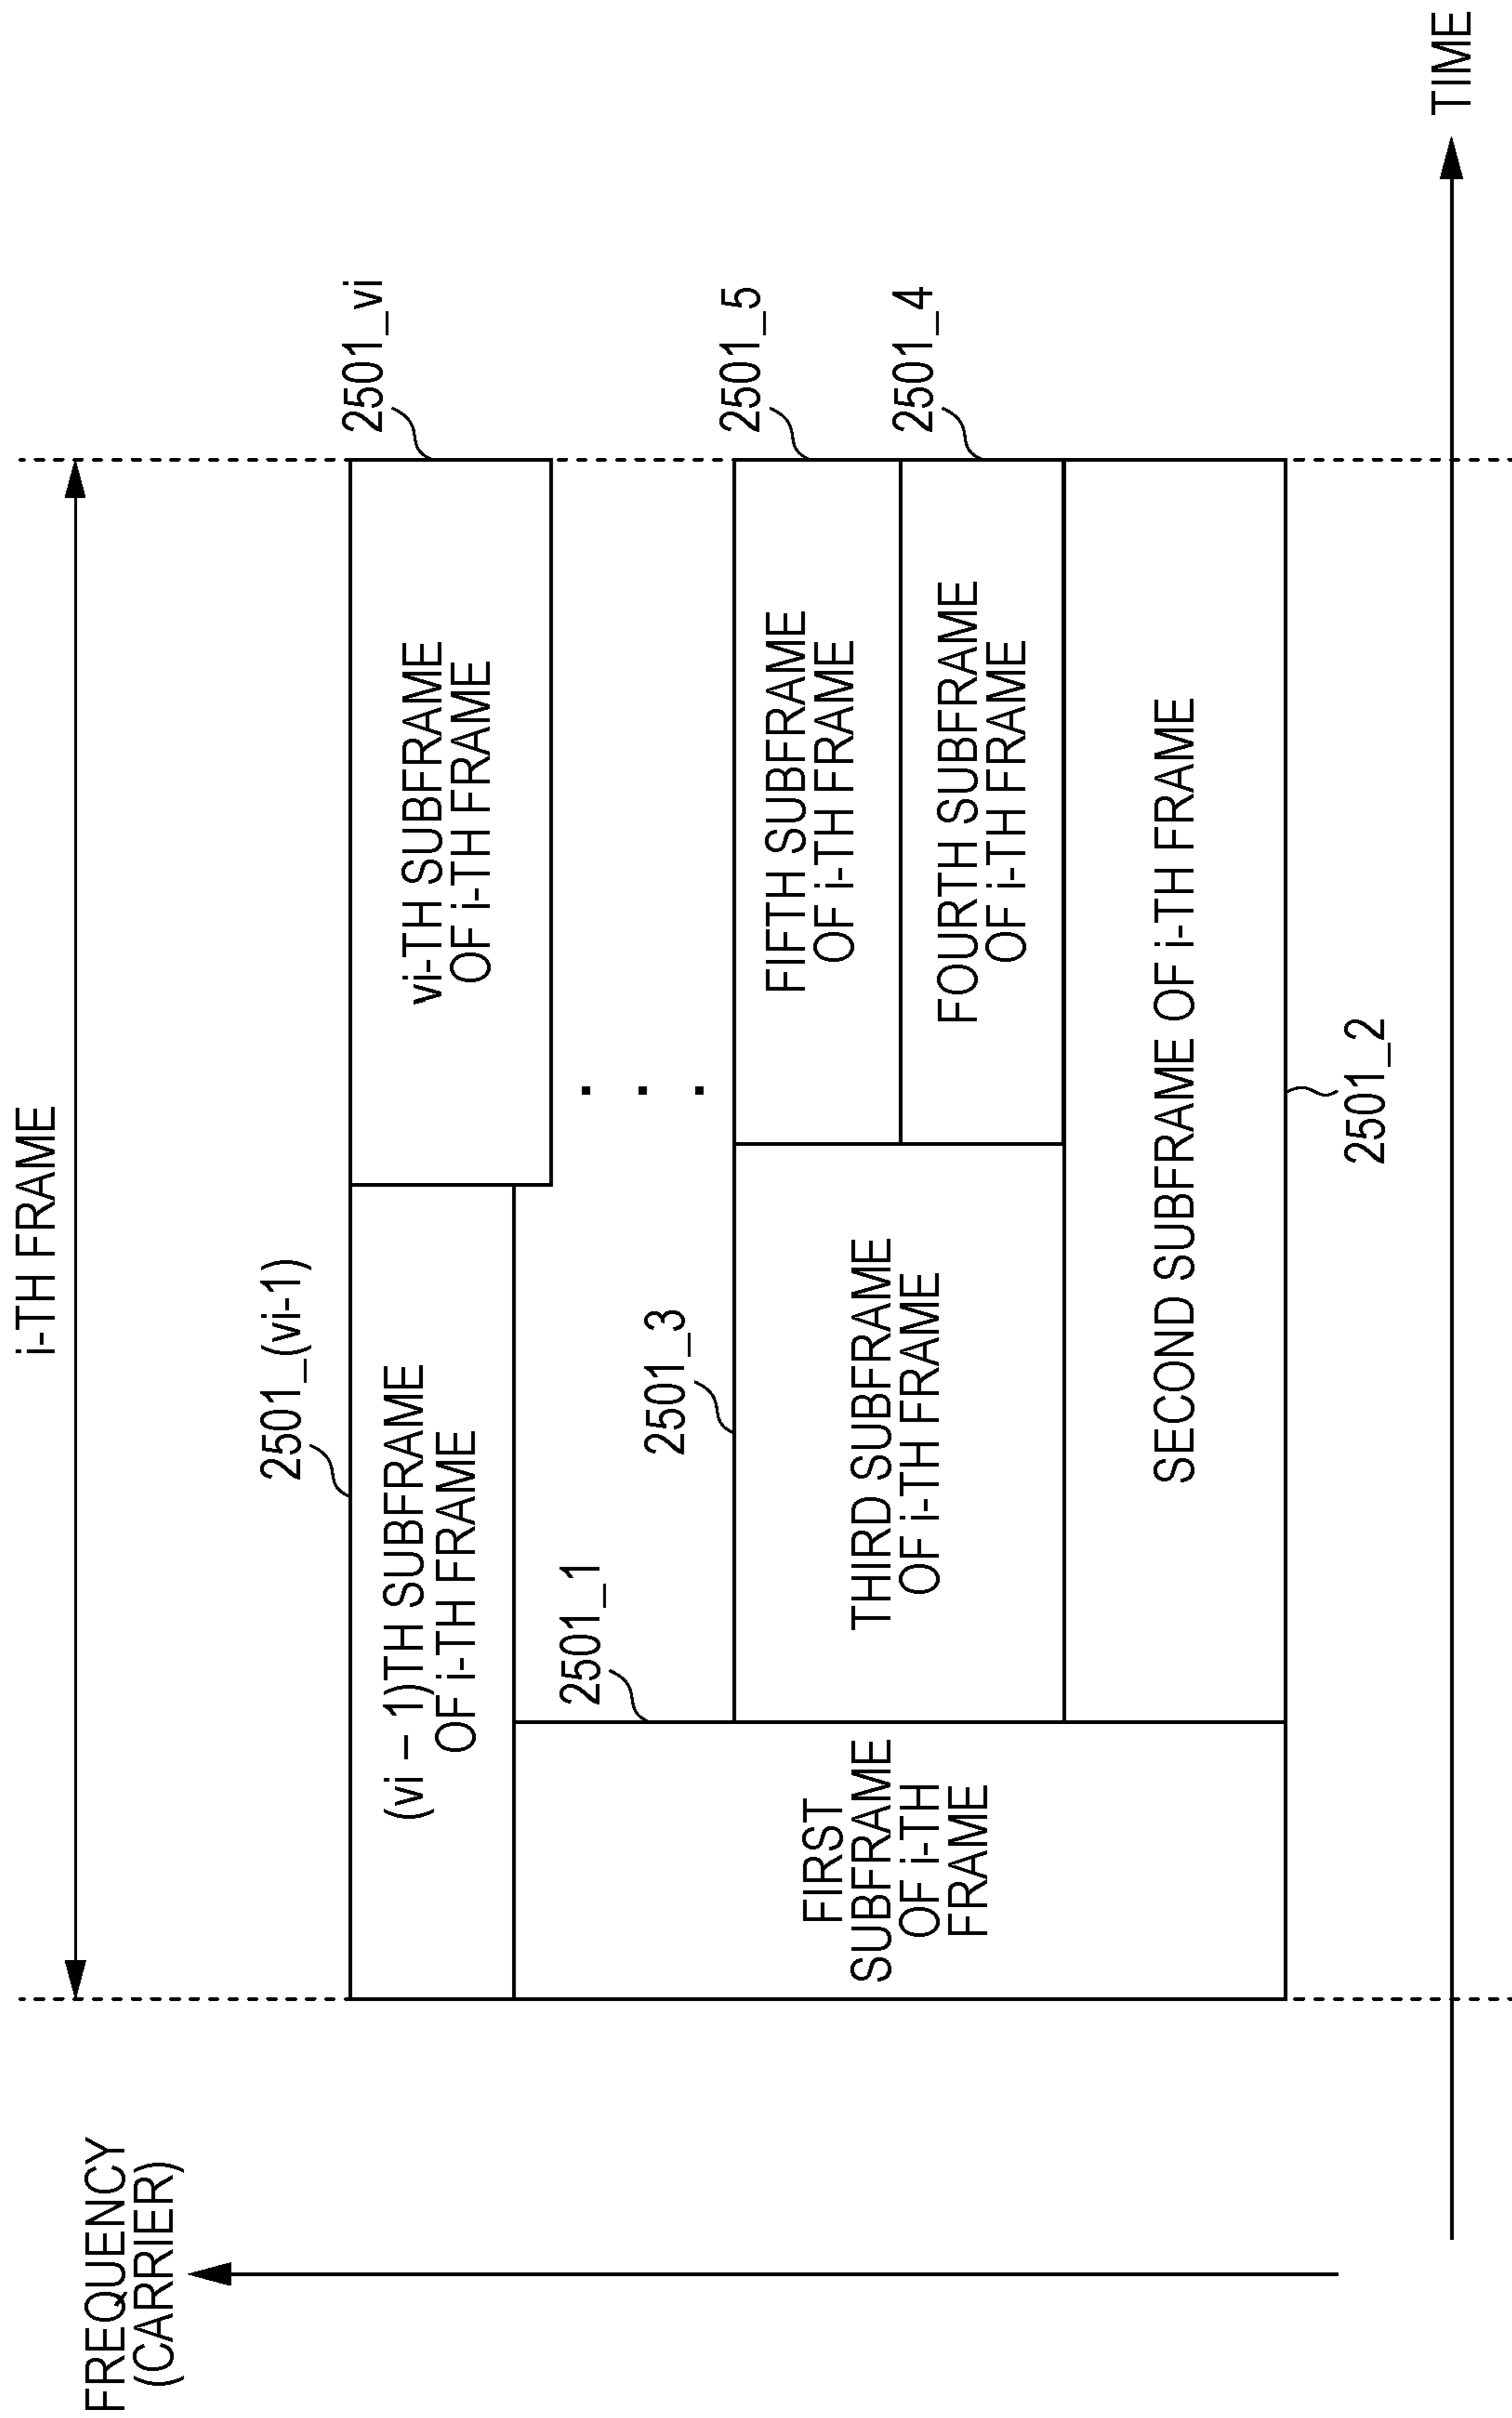 FREQUENCY
(CARRIER)
i-TH FRAME
2501_(vi-1)
2501_vi
(vi – 1)TH SUBFRAME
OF i-TH FRAME
vi-TH SUBFRAME
OF i-TH FRAME
2501_1
2501_3
2501_5
2501_4
. . .
FIRST
SUBFRAME
OF i-TH
FRAME
THIRD SUBFRAME
OF i-TH FRAME
FIFTH SUBFRAME
OF i-TH FRAME
FOURTH SUBFRAME
OF i-TH FRAME
SECOND SUBFRAME OF i-TH FRAME
2501_2
TIME